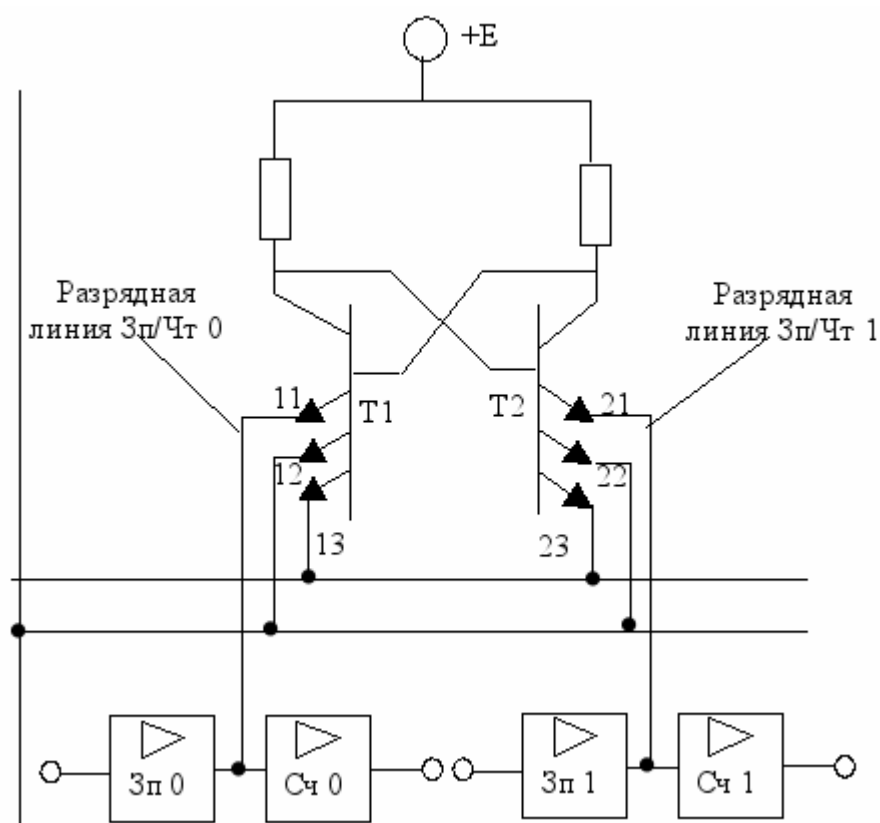 +E
Разрядная
линия Зп/Чт 0
Разрядная
линия Зп/Чт 1
11
T1
T2
21
12
22
13
23
Зп 0
Сч 0
Зп 1
Сч 1